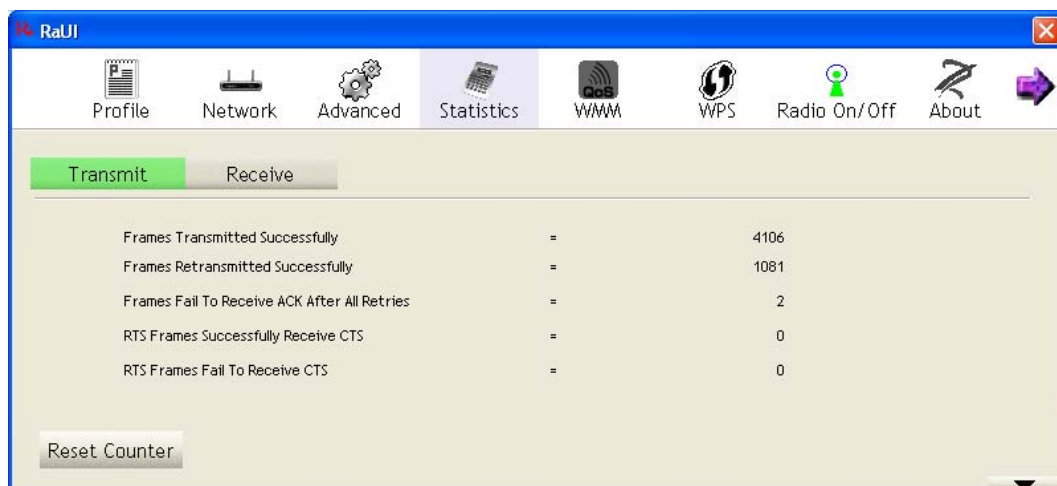 RaUI
Profile Network Advanced Statistics QoS WMM WPS Radio On/Off About
Transmit Receive
Frames Transmitted Successfully = 4106
Frames Retransmitted Successfully = 1081
Frames Fail To Receive ACK After All Retries = 2
RTS Frames Successfully Receive CTS = 0
RTS Frames Fail To Receive CTS = 0
Reset Counter